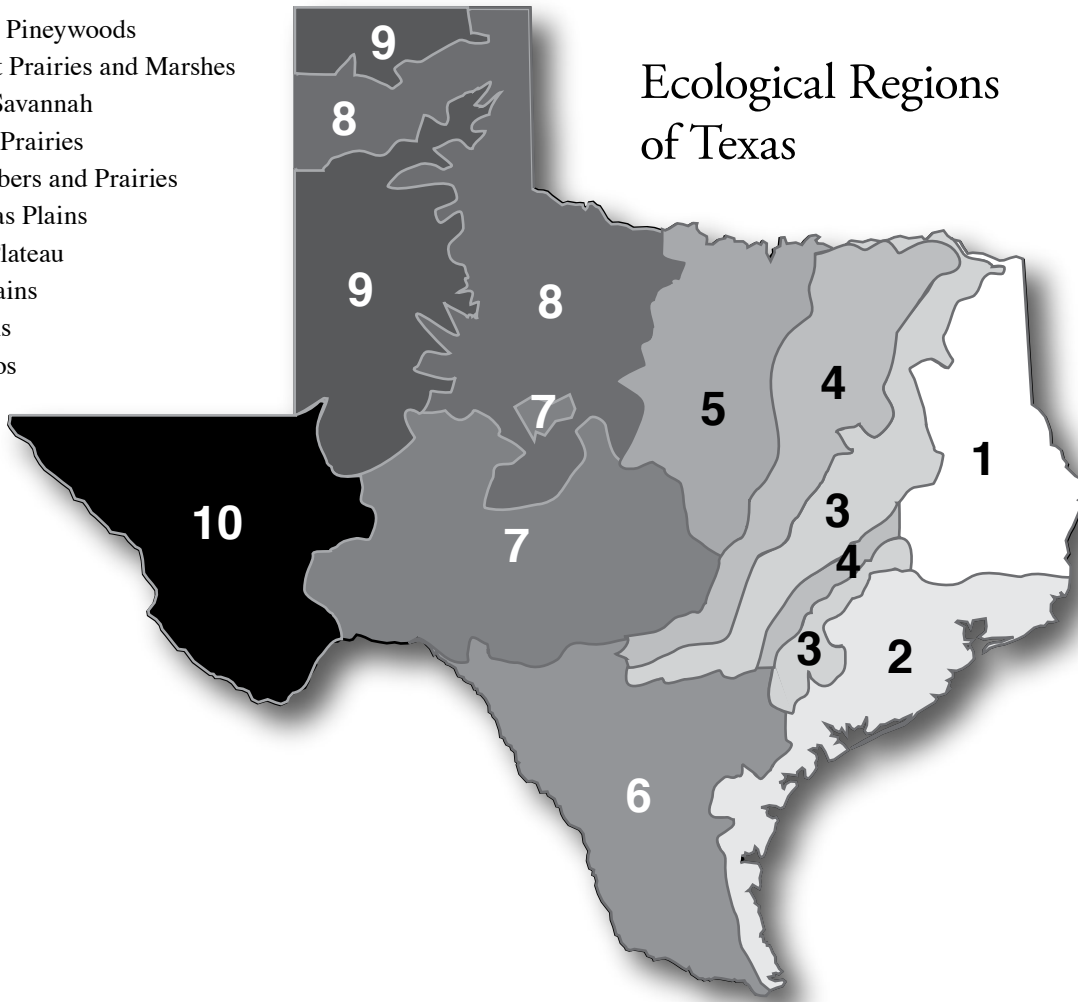 Pineywoods
t Prairies and Marshes
Savannah
Prairies
bers and Prairies
as Plains
Plateau
ains
s
os
Ecological Regions
of Texas
9
8
9
8
7
5
4
1
3
10
7
4
3
2
6